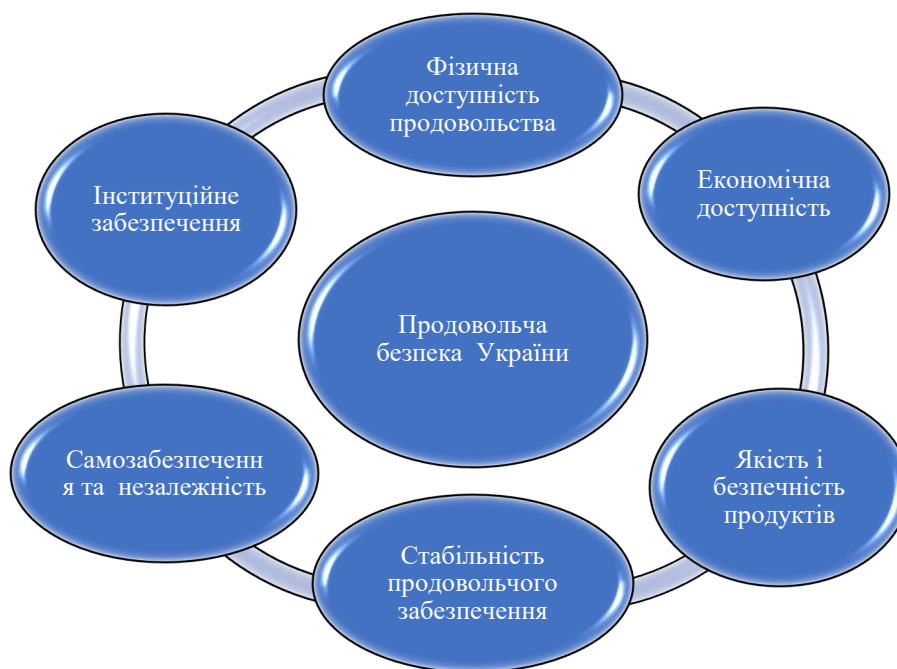 Фізична
доступність
продовольства
Економічна
доступність
Інституційне
забезпечення
Продовольча
безпека України
Якість і
безпечність
продуктів
Самозабезпеченн
я та незалежність
Стабільність
продовольчого
забезпечення